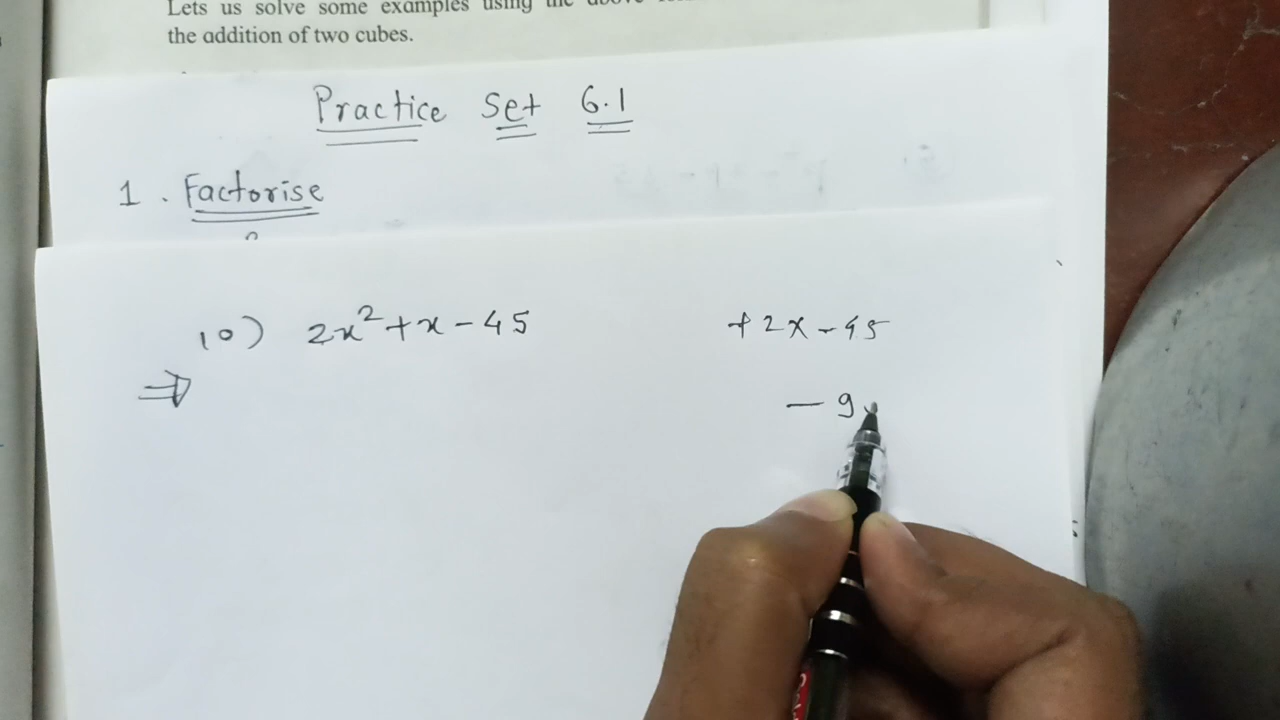 Lets us solve some examples using the above
the addition of two cubes.
Practice Set 6.1
1. Factorise
10) 2x²+x-45 +2x-45
⇒ -9